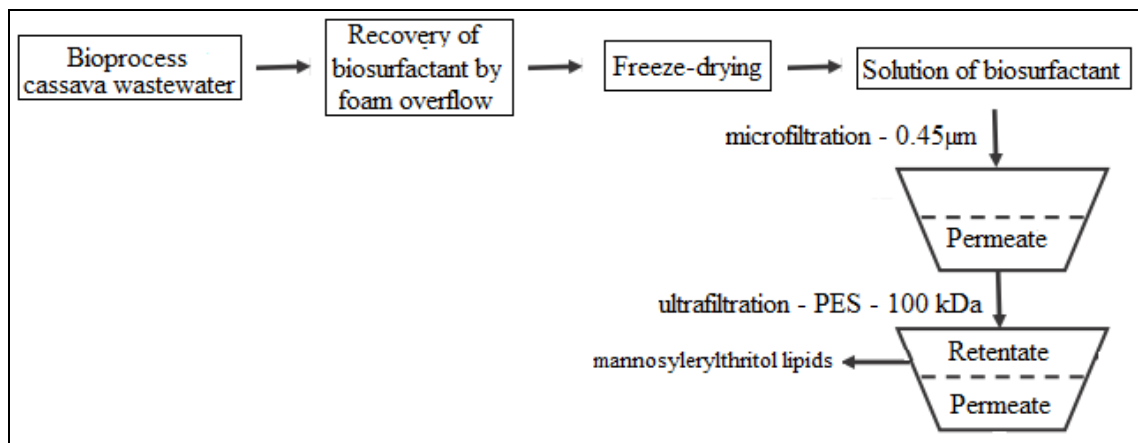 Bioprocess
cassava wastewater
Recovery of
biosurfactant by
foam overflow
Freeze-drying
Solution of biosurfactant
microfiltration - 0.45µm
Permeate
ultrafiltration - PES - 100 kDa
Retentate
mannosylerylthritol lipids
Permeate